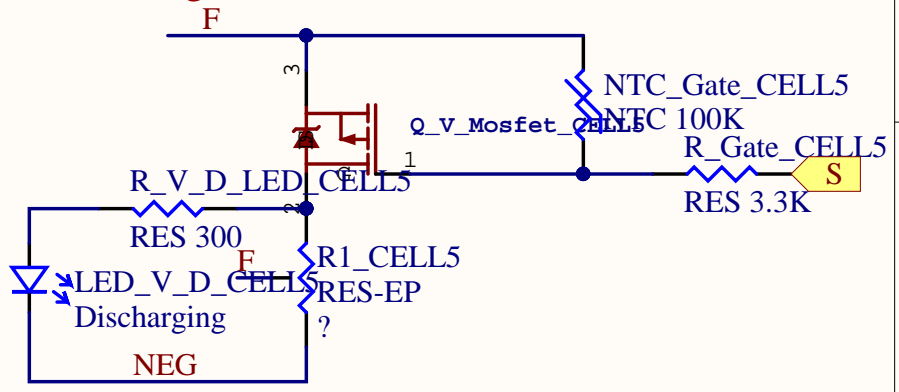 F
3
NTC_Gate_CELL5
NTC 100K
Q_V_Mosfet_CELL5
1
G
R_Gate_CELL5
S
RES 3.3K
R_V_D_LED_CELL5
2
RES 300
F
R1_CELL5
RES-EP
?
LED_V_D_CELL5
Discharging
NEG